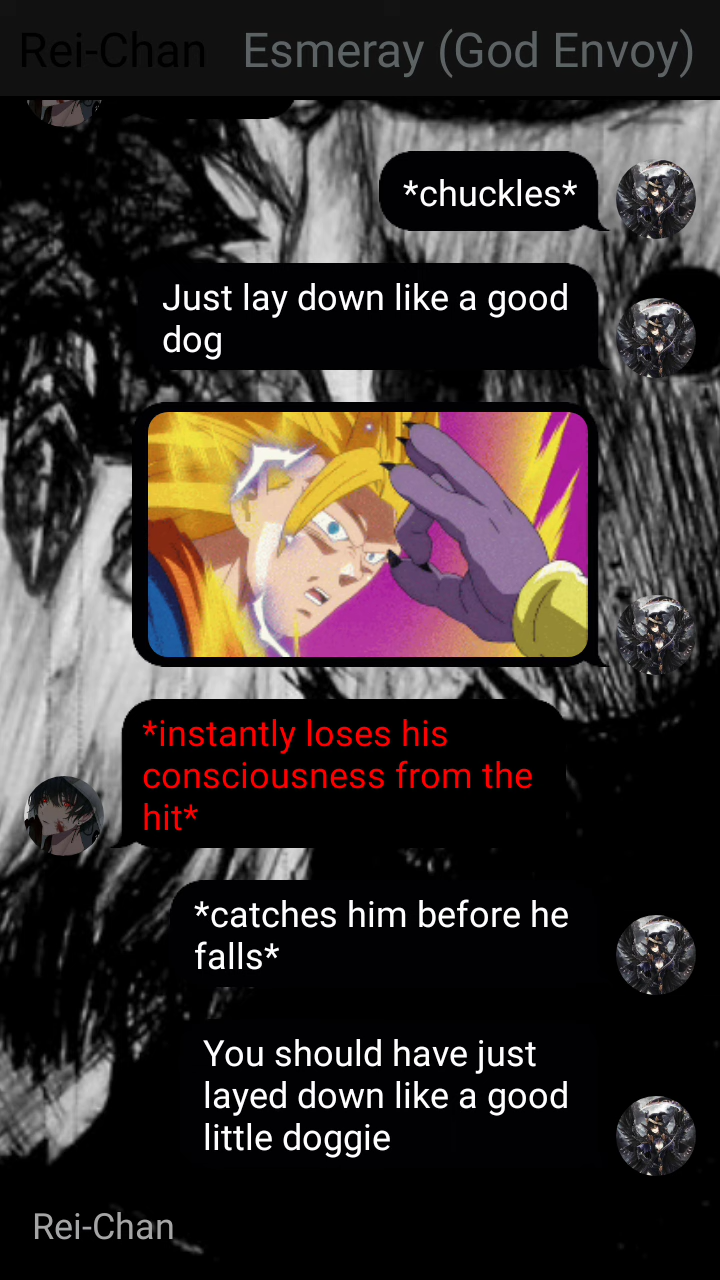 Rei-Chan Esmeray (God Envoy)
*chuckles*
Just lay down like a good
dog
*instantly loses his
consciousness from the
hit*
*catches him before he
falls*
You should have just
layed down like a good
little doggie
Rei-Chan